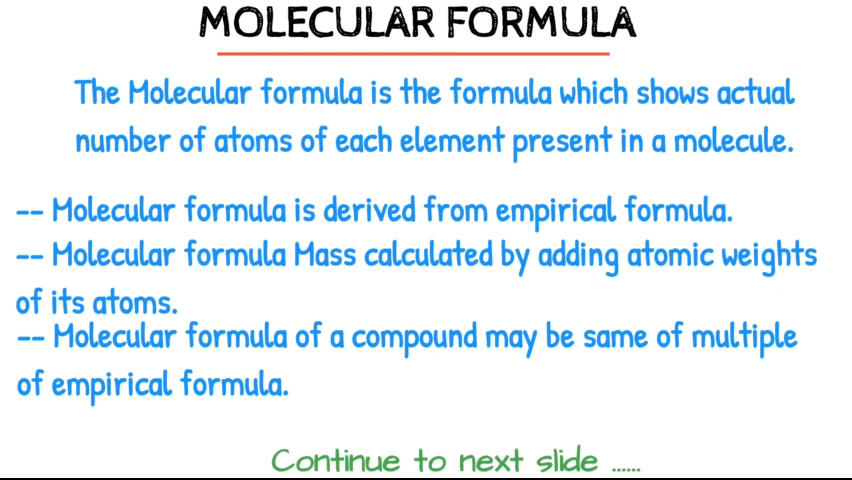 MOLECULAR FORMULA
The Molecular formula is the formula which shows actual
number of atoms of each element present in a molecule.
-- Molecular formula is derived from empirical formula.
-- Molecular formula Mass calculated by adding atomic weights
of its atoms.
-- Molecular formula of a compound may be same of multiple
of empirical formula.
Continue to next slide ......